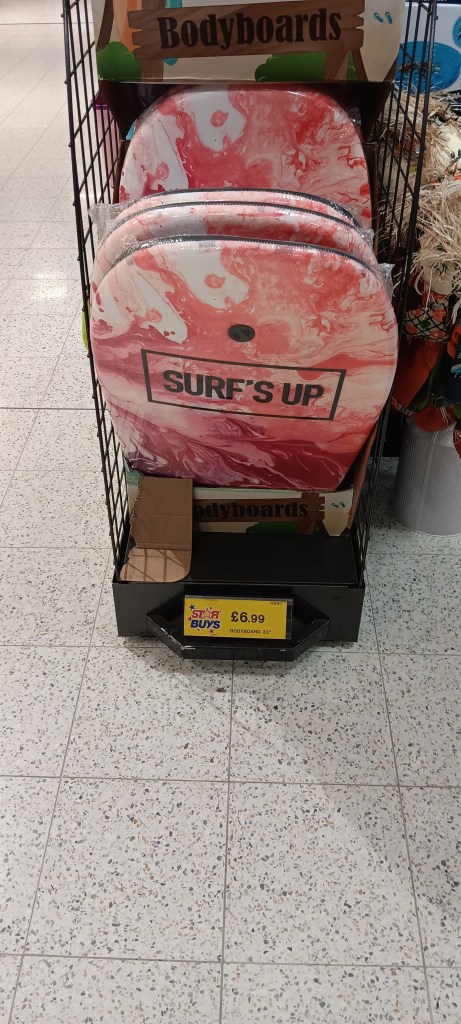 Bodyboards
SURF'S UP
odyboards
STAR
BUYS
£6.99
BODYBOARD 33"